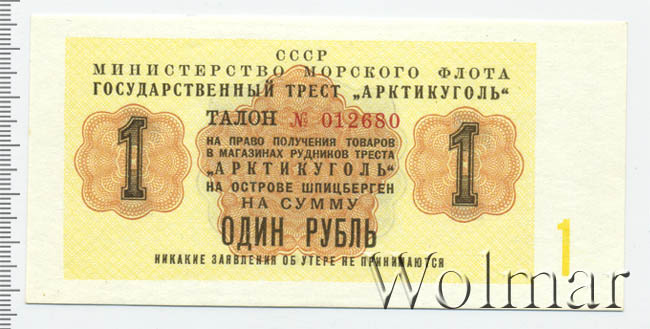 СССР
МИНИСТЕРСТВО МОРСКОГО ФЛОТА
ГОСУДАРСТВЕННЫЙ ТРЕСТ „АРКТИКУГОЛЬ“
ТАЛОН № 012680
НА ПРАВО ПОЛУЧЕНИЯ ТОВАРОВ
В МАГАЗИНАХ РУДНИКОВ ТРЕСТА
„АРКТИКУГОЛЬ“
НА ОСТРОВЕ ШПИЦБЕРГЕН
НА СУММУ
1
1
ОДИН РУБЛЬ
НИКАКИЕ ЗАЯВЛЕНИЯ ОБ УТЕРЕ НЕ ПРИНИМАЮТСЯ
1
Wolmar